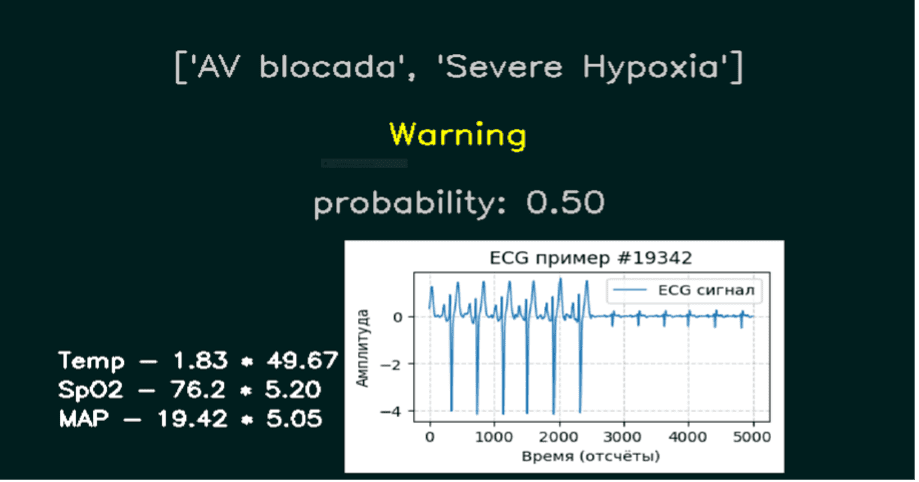 ['AV blocada', 'Severe Hypoxia']
Warning
probability: 0.50
Temp – 1.83 * 49.67
SpO2 – 76.2 * 5.20
MAP – 19.42 * 5.05
ECG пример #19342
ECG сигнал
Амплитуда
0
−2
−4
0 1000 2000 3000 4000 5000
Время (отсчёты)